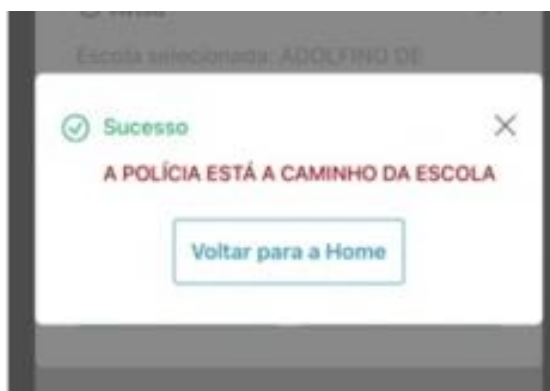 Escola selecionada: ADOLFINO DE
Sucesso
A POLÍCIA ESTÁ A CAMINHO DA ESCOLA
Voltar para a Home